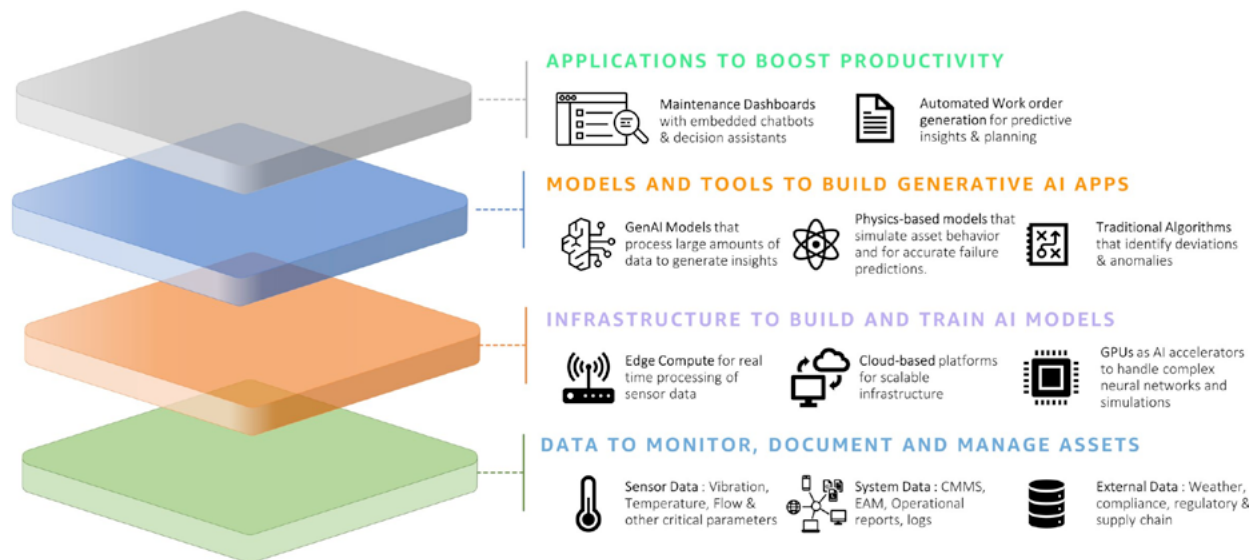 APPLICATIONS TO BOOST PRODUCTIVITY
Maintenance Dashboards
with embedded chatbots
& decision assistants
Automated Work order
generation for predictive
insights & planning
MODELS AND TOOLS TO BUILD GENERATIVE AI APPS
GenAI Models that
process large amounts of
data to generate insights
Physics-based models that
simulate asset behavior
and for accurate failure
predictions.
Traditional Algorithms
that identify deviations
& anomalies
INFRASTRUCTURE TO BUILD AND TRAIN AI MODELS
Edge Compute for real
time processing of
sensor data
Cloud-based platforms
for scalable
infrastructure
GPUs as AI accelerators
to handle complex
neural networks and
simulations
DATA TO MONITOR, DOCUMENT AND MANAGE ASSETS
Sensor Data : Vibration,
Temperature, Flow &
other critical parameters
System Data : CMMS,
EAM, Operational
reports, logs
External Data : Weather,
compliance, regulatory &
supply chain